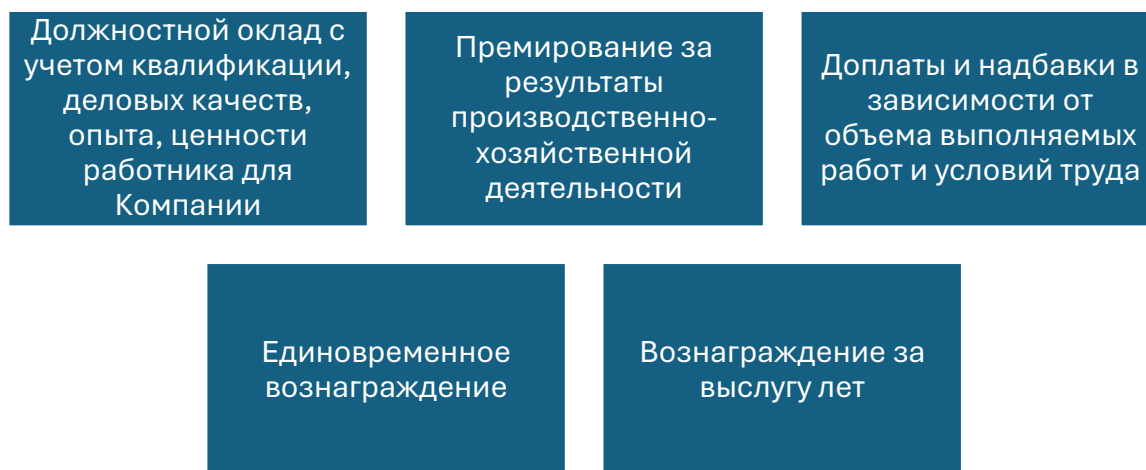 Должностной оклад с
учетом квалификации,
деловых качеств,
опыта, ценности
работника для
Компании
Премирование за
результаты
производственно-
хозяйственной
деятельности
Доплаты и надбавки в
зависимости от
объема выполняемых
работ и условий труда
Единовременное
вознаграждение
Вознаграждение за
выслугу лет